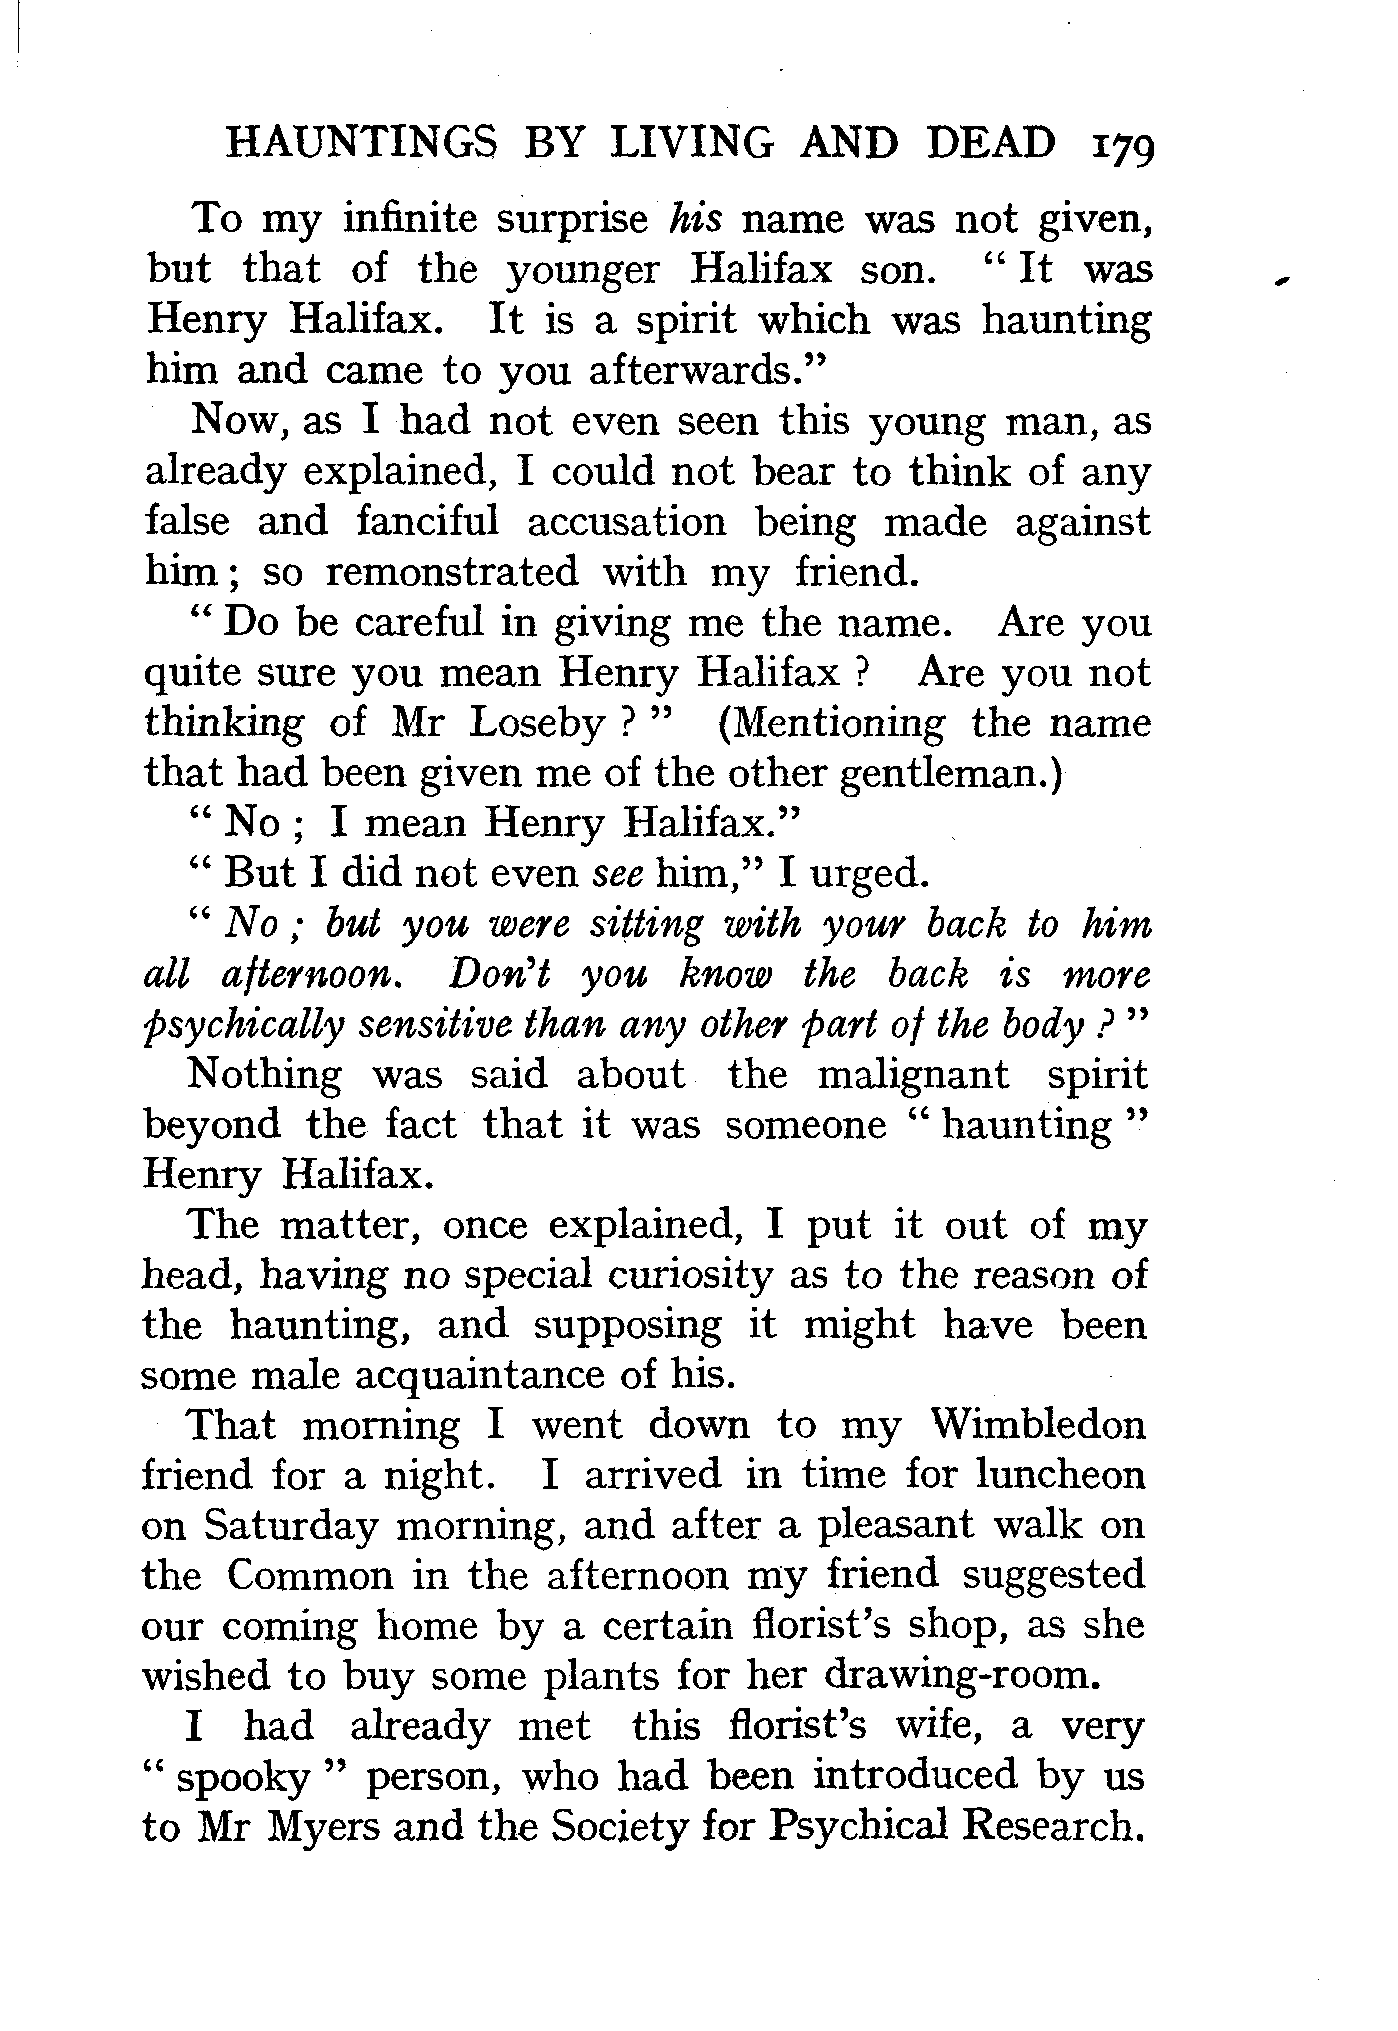 HAUNTINGS BY LIVING AND DEAD 179
To my infinite surprise his name was not given,
but that of the younger Halifax son. “ It was
Henry Halifax. It is a spirit which was haunting
him and came to you afterwards.”
Now, as I had not even seen this young man, as
already explained, I could not bear to think of any
false and fanciful accusation being made against
him ; so remonstrated with my friend.
“ Do be careful in giving me the name. Are you
quite sure you mean Henry Halifax ? Are you not
thinking of Mr Loseby ? ” (Mentioning the name
that had been given me of the other gentleman.)
“ No ; I mean Henry Halifax.”
“ But I did not even see him,” I urged.
“ No ; but you were sitting with your back to him
all afternoon. Don’t you know the back is more
psychically sensitive than any other part of the body ? ”
Nothing was said about the malignant spirit
beyond the fact that it was someone “ haunting ”
Henry Halifax.
The matter, once explained, I put it out of my
head, having no special curiosity as to the reason of
the haunting, and supposing it might have been
some male acquaintance of his.
That morning I went down to my Wimbledon
friend for a night. I arrived in time for luncheon
on Saturday morning, and after a pleasant walk on
the Common in the afternoon my friend suggested
our coming home by a certain florist’s shop, as she
wished to buy some plants for her drawing-room.
I had already met this florist’s wife, a very
“ spooky ” person, who had been introduced by us
to Mr Myers and the Society for Psychical Research.